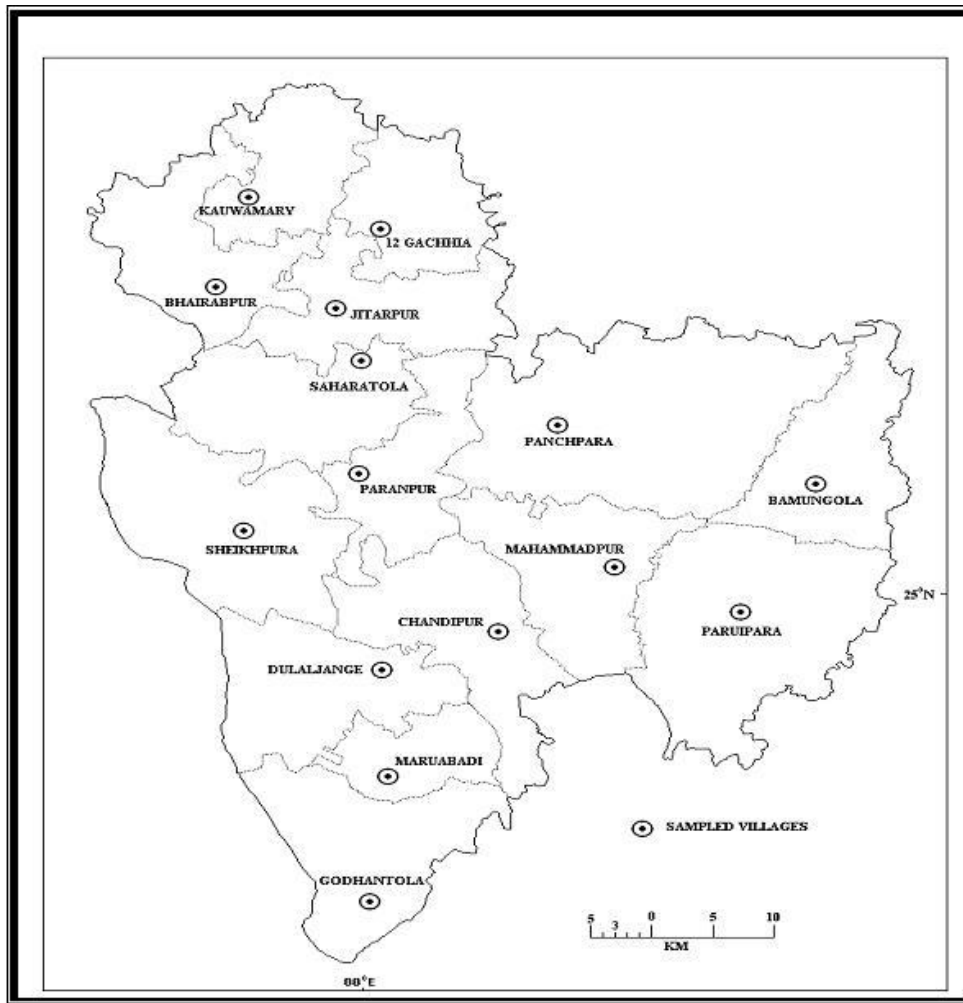 KAUWAMARY
12 GACHHIA
BHAIRABPUR
JITARPUR
SAHARATOLA
PANCHPARA
PARANPUR
BAMUNGOLA
SHEIKHPURA
MAHAMMADPUR
25°N
CHANDIPUR
PARUIPARA
DULALJANGE
MARUABADI
SAMPLED VILLAGES
GODHANTOLA
5 3 0 5 10
KM
88°E